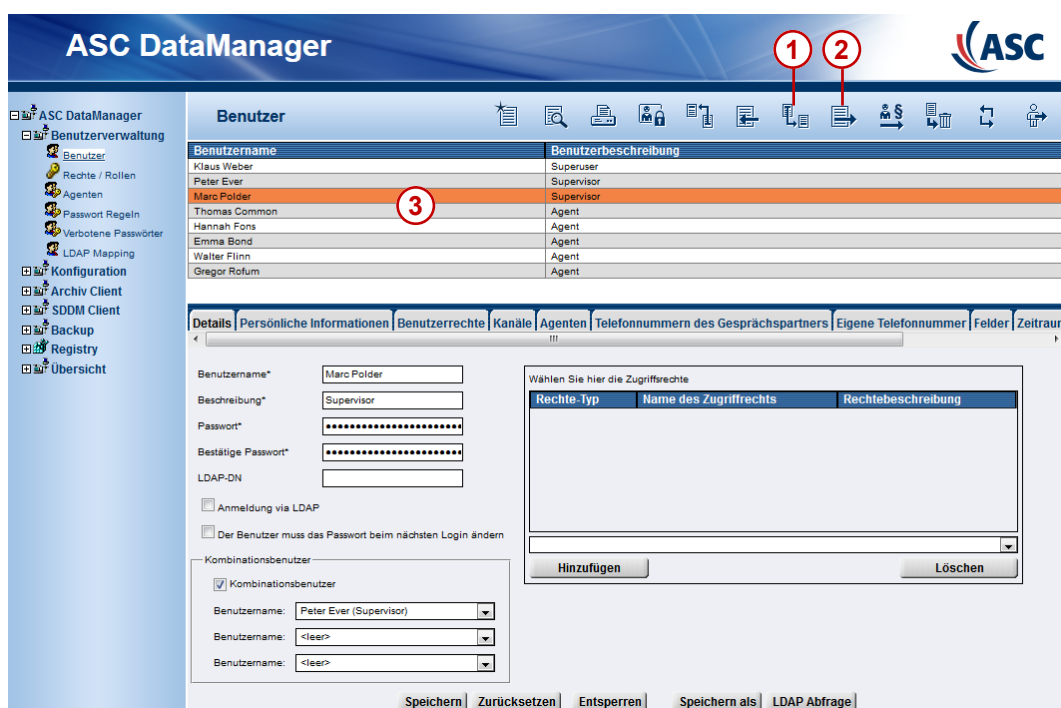 ASC DataManager
1
2
ASC
ASC DataManager
Benutzerverwaltung
Benutzer
Rechte / Rollen
Agenten
Passwort Regeln
Verbotene Passwörter
LDAP Mapping
Konfiguration
Archiv Client
SDDM Client
Backup
Registry
Übersicht
Benutzer
§
Benutzername Benutzerbeschreibung
Klaus Weber Superuser
Peter Ever Supervisor
Marc Polder Supervisor
3
Thomas Common Agent
Hannah Fons Agent
Emma Bond Agent
Walter Flinn Agent
Gregor Rofum Agent
Details Persönliche Informationen Benutzerrechte Kanäle Agenten Telefonnummern des Gesprächspartners Eigene Telefonnummer Felder Zeitraum
Benutzername* Marc Polder
Beschreibung* Supervisor
Passwort*
Bestätige Passwort*
LDAP-DN
Anmeldung via LDAP
Der Benutzer muss das Passwort beim nächsten Login ändern
Kombinationsbenutzer
Kombinationsbenutzer
Benutzername: Peter Ever (Supervisor)
Benutzername: <leer>
Benutzername: <leer>
Wählen Sie hier die Zugriffsrechte
Rechte-Typ Name des Zugriffrechts Rechtebeschreibung
Hinzufügen Löschen
Speichern Zurücksetzen Entsperren Speichern als LDAP Abfrage